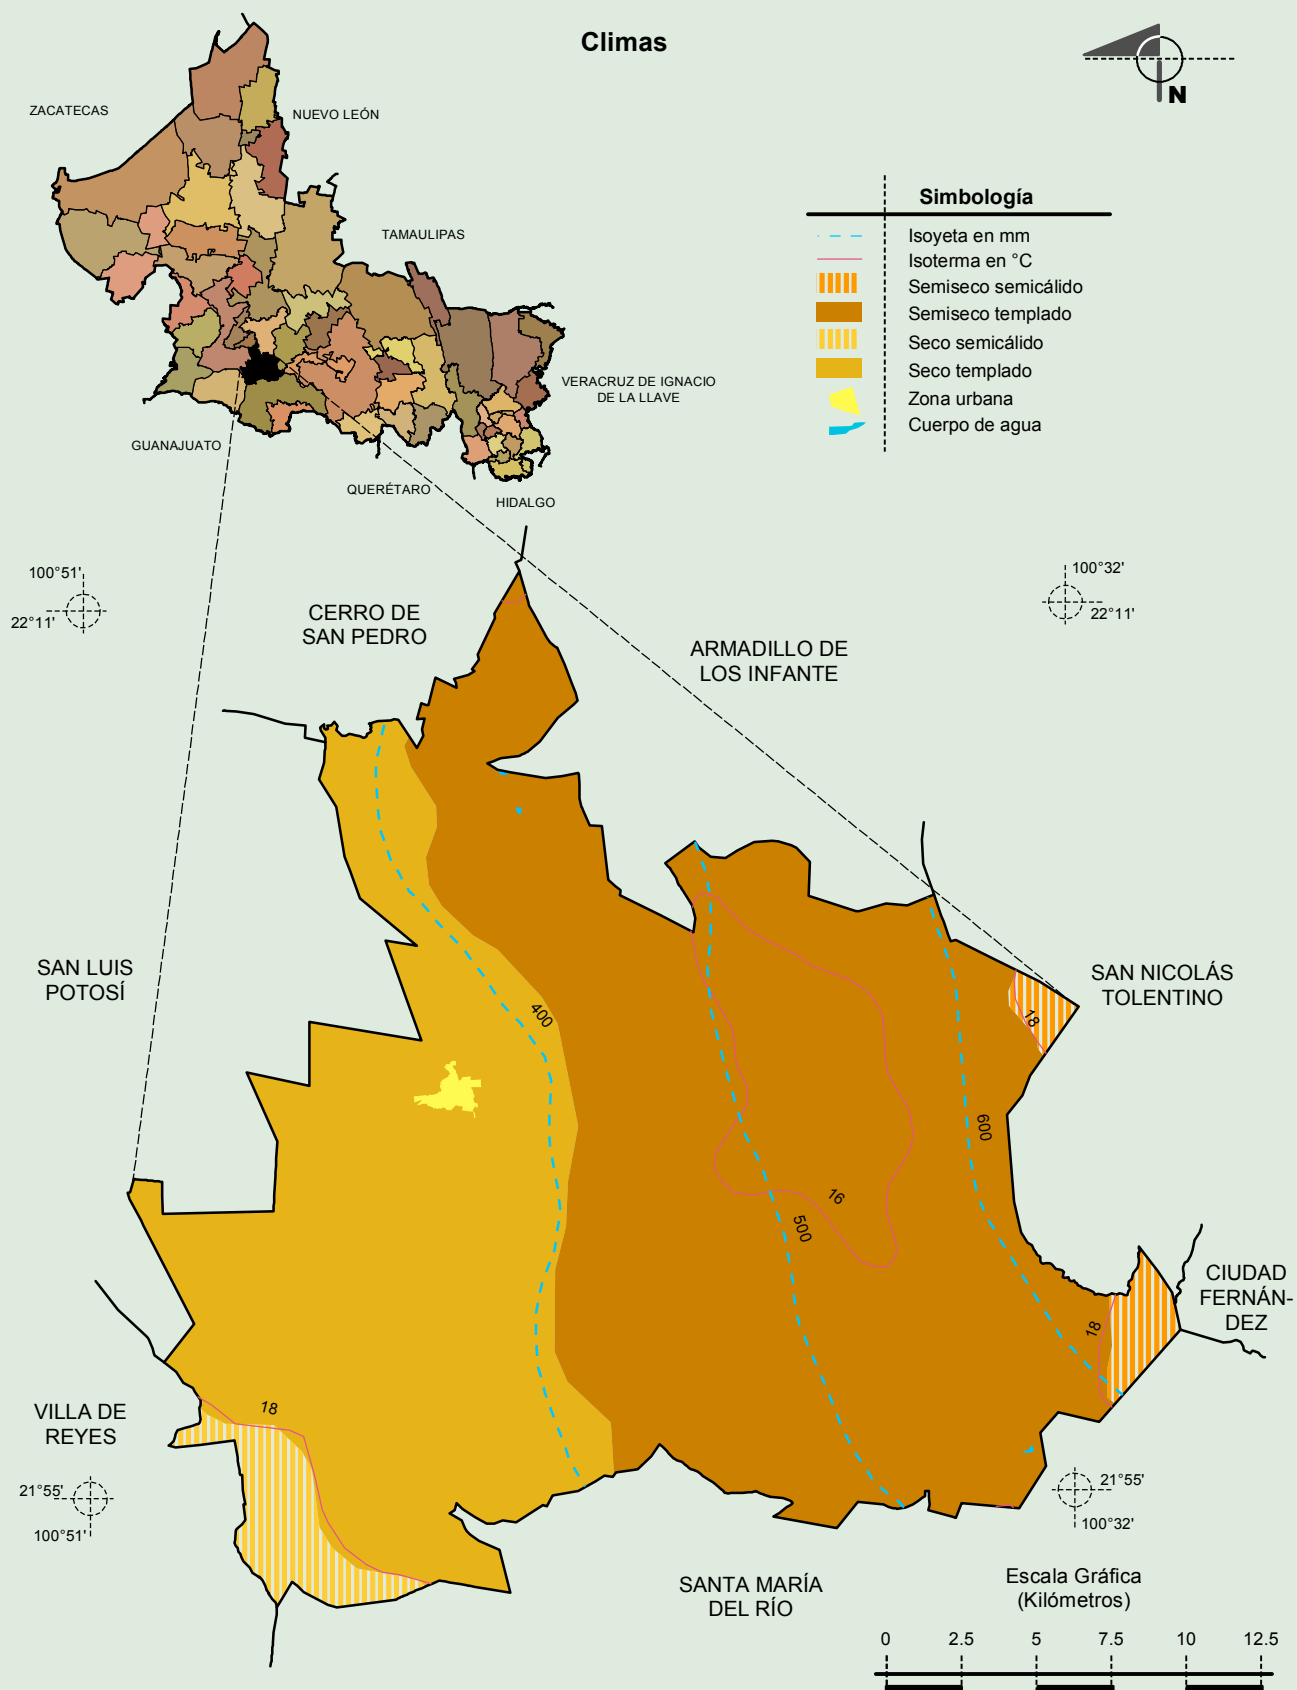 Climas
N
ZACATECAS
NUEVO LEÓN
TAMAULIPAS
VERACRUZ DE IGNACIO
DE LA LLAVE
GUANAJUATO
QUERÉTARO
HIDALGO
Simbología
Isoyeta en mm
Isoterma en °C
Semiseco semicálido
Semiseco templado
Seco semicálido
Seco templado
Zona urbana
Cuerpo de agua
100°51'
22°11'
100°32'
22°11'
CERRO DE
SAN PEDRO
ARMADILLO DE
LOS INFANTE
SAN LUIS
POTOSÍ
SAN NICOLÁS
TOLENTINO
400
18
600
16
500
CIUDAD
FERNÁN-
DEZ
18
18
VILLA DE
REYES
21°55'
100°51'
21°55'
100°32'
SANTA MARÍA
DEL RÍO
Escala Gráfica
(Kilómetros)
0 2.5 5 7.5 10 12.5